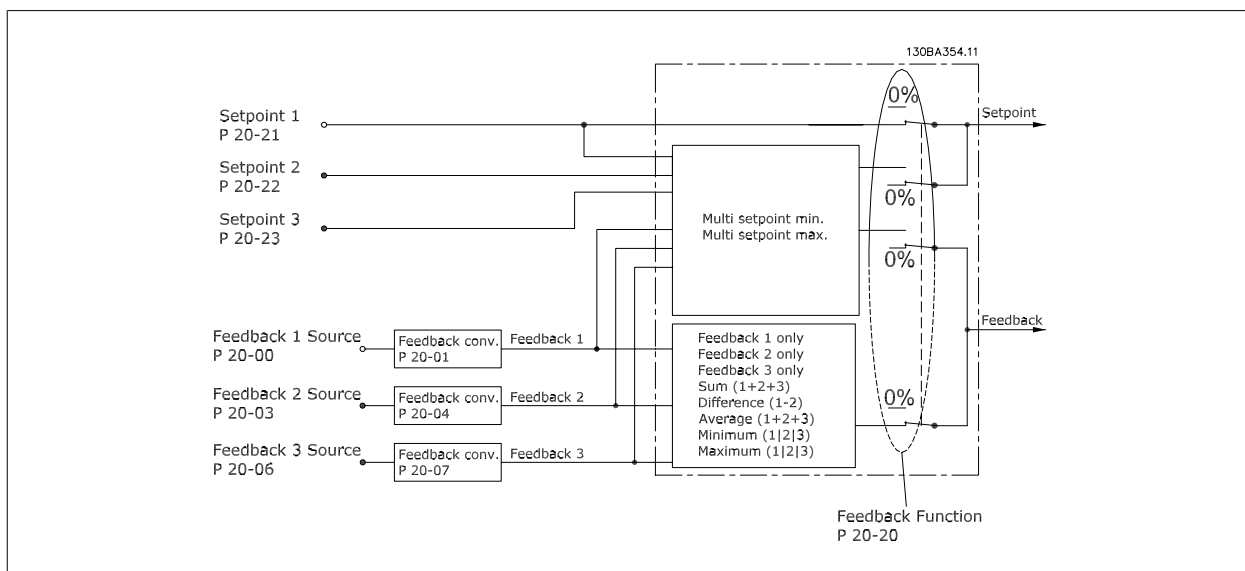 130BA354.11
0%
Setpoint 1
P 20-21
Setpoint
Setpoint 2
P 20-22
0%
Setpoint 3
P 20-23
Multi setpoint min.
Multi setpoint max.
0%
Feedback
Feedback 1 Source
P 20-00
Feedback conv.
P 20-01
Feedback 1
Feedback 2 Source
P 20-03
Feedback conv.
P 20-04
Feedback 2
Feedback 3 Source
P 20-06
Feedback conv.
P 20-07
Feedback 3
Feedback 1 only
Feedback 2 only
Feedback 3 only
Sum (1+2+3)
Difference (1-2)
Average (1+2+3)
Minimum (1|2|3)
Maximum (1|2|3)
0%
Feedback Function
P 20-20